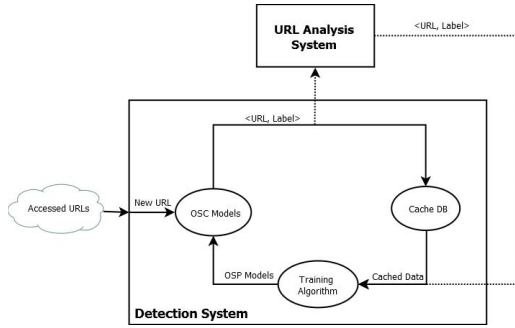 URL Analysis
System
<URL, Label>
<URL, Label>
Accessed URLs
New URL
OSC Models
Cache DB
OSP Models
Training
Algorithm
Cached Data
Detection System